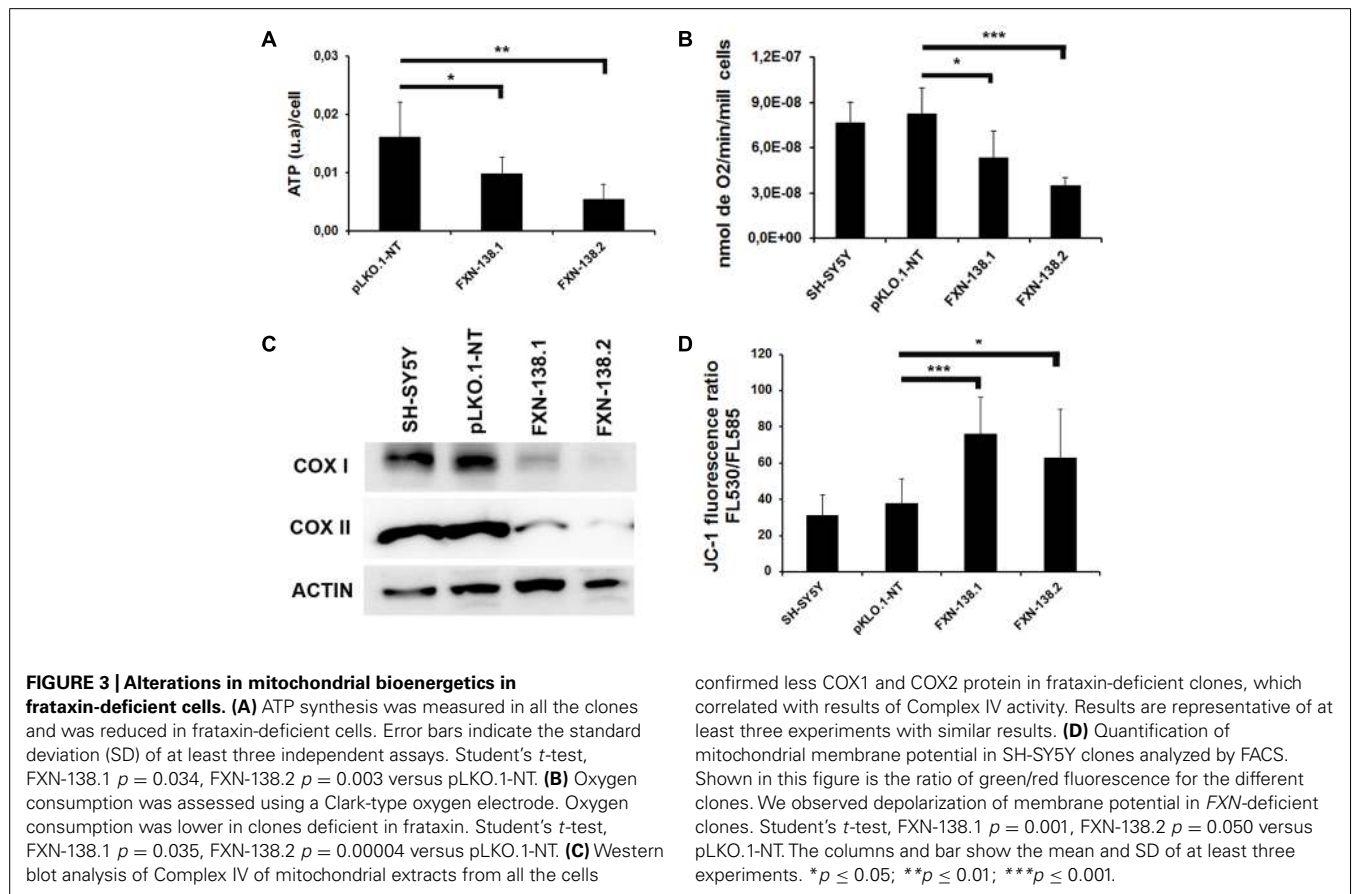 A
**
*
ATP (u.a)/cell
0,03
0,02
0,01
0,00
pLKO.1-NT
FXN-138.1
FXN-138.2
B
***
*
nmol de O2/min/mill cells
1,2E-07
9,0E-08
6,0E-08
3,0E-08
0,0E+00
SH-SY5Y
pKLO.1-NT
FXN-138.1
FXN-138.2
C
SH-SY5Y
pLKO.1-NT
FXN-138.1
FXN-138.2
COX I
COX II
ACTIN
D
*
***
JC-1 fluorescence ratio
FL530/FL585
120
100
80
60
40
20
0
SH-SY5Y
pKLO.1-NT
FXN-138.1
FXN-138.2
FIGURE 3 | Alterations in mitochondrial bioenergetics in
frataxin-deficient cells. (A) ATP synthesis was measured in all the clones
and was reduced in frataxin-deficient cells. Error bars indicate the standard
deviation (SD) of at least three independent assays. Student's t-test,
FXN-138.1 p = 0.034, FXN-138.2 p = 0.003 versus pLKO.1-NT. (B) Oxygen
consumption was assessed using a Clark-type oxygen electrode. Oxygen
consumption was lower in clones deficient in frataxin. Student's t-test,
FXN-138.1 p = 0.035, FXN-138.2 p = 0.00004 versus pLKO.1-NT. (C) Western
blot analysis of Complex IV of mitochondrial extracts from all the cells
confirmed less COX1 and COX2 protein in frataxin-deficient clones, which
correlated with results of Complex IV activity. Results are representative of at
least three experiments with similar results. (D) Quantification of
mitochondrial membrane potential in SH-SY5Y clones analyzed by FACS.
Shown in this figure is the ratio of green/red fluorescence for the different
clones. We observed depolarization of membrane potential in FXN-deficient
clones. Student's t-test, FXN-138.1 p = 0.001, FXN-138.2 p = 0.050 versus
pLKO.1-NT. The columns and bar show the mean and SD of at least three
experiments. *p ≤ 0.05; **p ≤ 0.01; ***p ≤ 0.001.